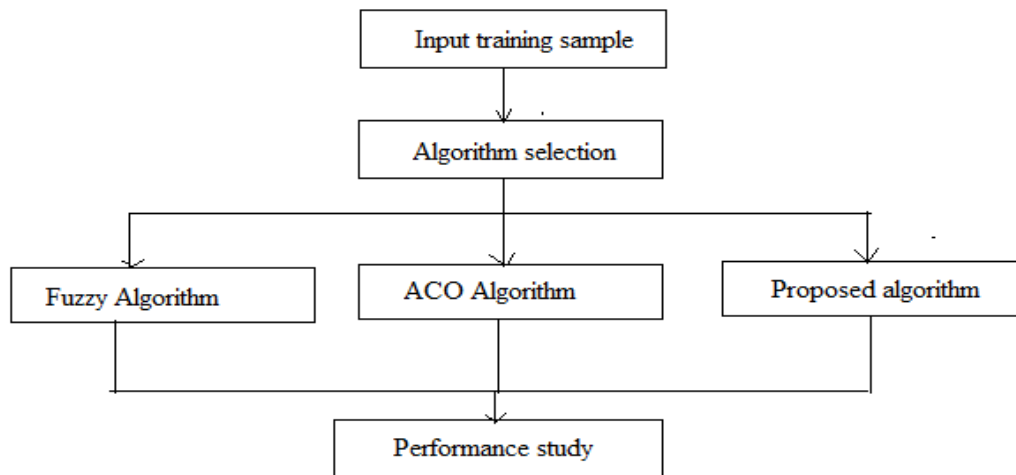 Input training sample
Algorithm selection
Fuzzy Algorithm
ACO Algorithm
Proposed algorithm
Performance study